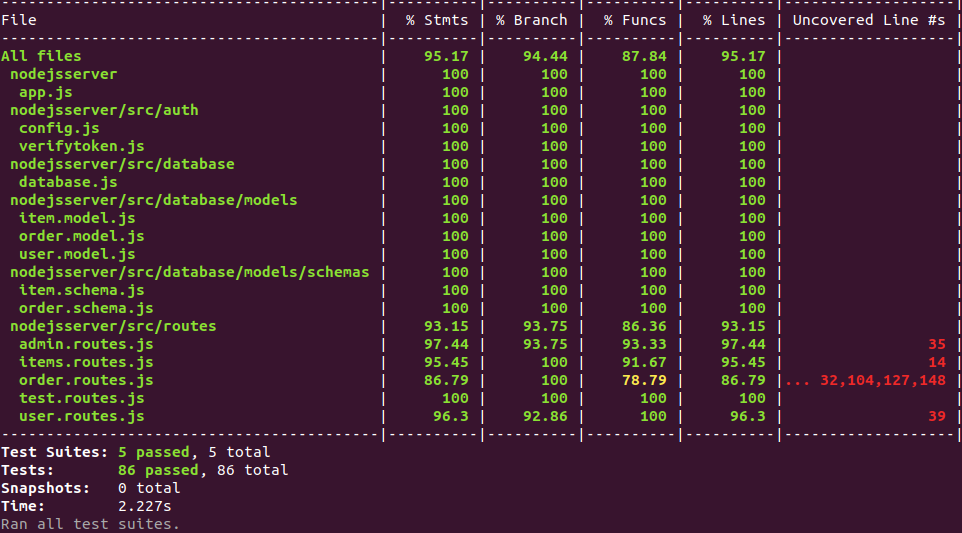 -------------------------------------------|----------|----------|----------|----------|-------------------|
File                                      |  % Stmts | % Branch |  % Funcs |  % Lines | Uncovered Line #s |
-------------------------------------------|----------|----------|----------|----------|-------------------|
All files                                 |    95.17 |    94.44 |    87.84 |    95.17 |                   |
 nodejsserver                             |      100 |      100 |      100 |      100 |                   |
  app.js                                  |      100 |      100 |      100 |      100 |                   |
 nodejsserver/src/auth                    |      100 |      100 |      100 |      100 |                   |
  config.js                               |      100 |      100 |      100 |      100 |                   |
  verifytoken.js                          |      100 |      100 |      100 |      100 |                   |
 nodejsserver/src/database                |      100 |      100 |      100 |      100 |                   |
  database.js                             |      100 |      100 |      100 |      100 |                   |
 nodejsserver/src/database/models         |      100 |      100 |      100 |      100 |                   |
  item.model.js                           |      100 |      100 |      100 |      100 |                   |
  order.model.js                          |      100 |      100 |      100 |      100 |                   |
  user.model.js                           |      100 |      100 |      100 |      100 |                   |
 nodejsserver/src/database/models/schemas |      100 |      100 |      100 |      100 |                   |
  item.schema.js                          |      100 |      100 |      100 |      100 |                   |
  order.schema.js                         |      100 |      100 |      100 |      100 |                   |
 nodejsserver/src/routes                  |    93.15 |    93.75 |    86.36 |    93.15 |                   |
  admin.routes.js                         |    97.44 |    93.75 |    93.33 |    97.44 |                35 |
  items.routes.js                         |    95.45 |      100 |    91.67 |    95.45 |                14 |
  order.routes.js                         |    86.79 |      100 |    78.79 |    86.79 |... 32,104,127,148 |
  test.routes.js                          |      100 |      100 |      100 |      100 |                   |
  user.routes.js                          |     96.3 |    92.86 |      100 |     96.3 |                39 |
-------------------------------------------|----------|----------|----------|----------|-------------------|
Test Suites: 5 passed, 5 total
Tests:       86 passed, 86 total
Snapshots:   0 total
Time:        2.227s
Ran all test suites.